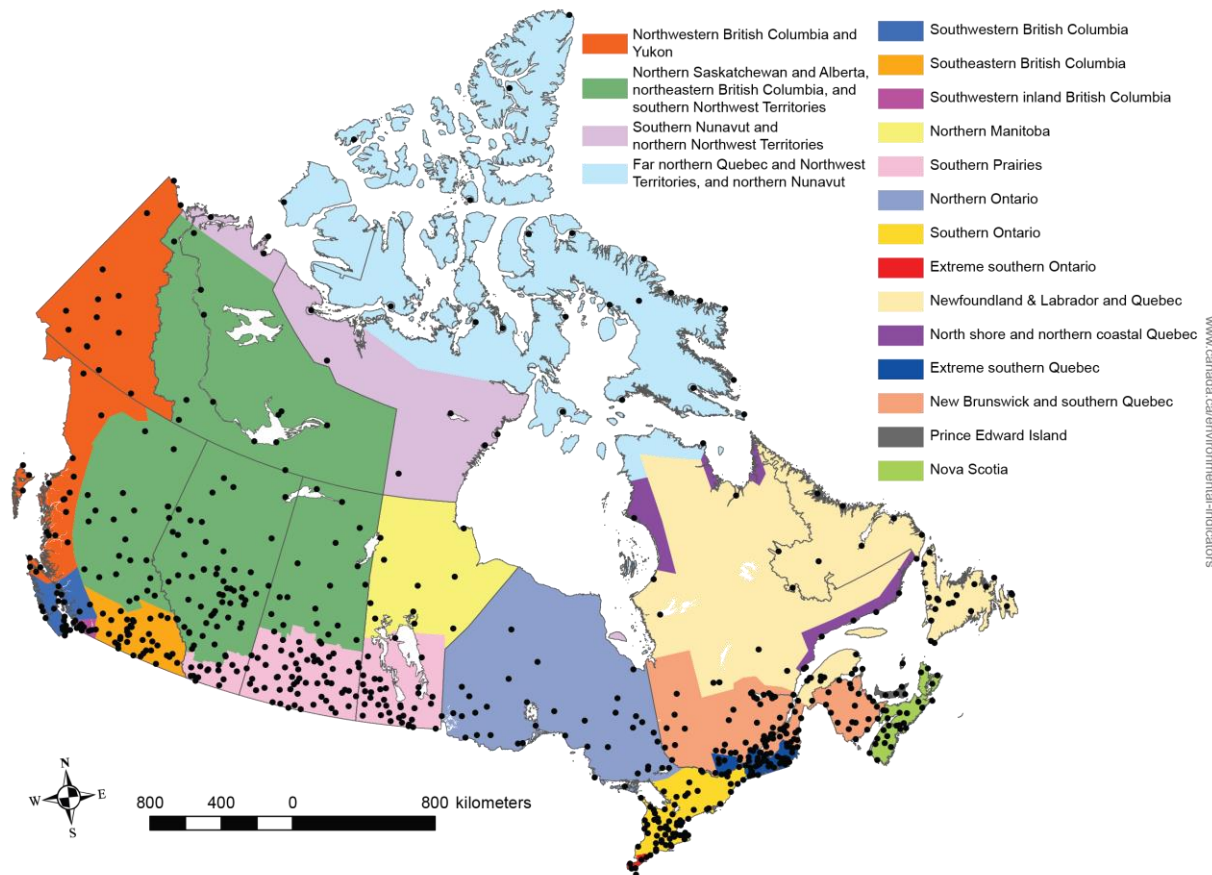 Northwestern British Columbia and
Yukon
Northern Saskatchewan and Alberta,
northeastern British Columbia, and
southern Northwest Territories
Southern Nunavut and
northern Northwest Territories
Far northern Quebec and Northwest
Territories, and northern Nunavut
Southwestern British Columbia
Southeastern British Columbia
Southwestern inland British Columbia
Northern Manitoba
Southern Prairies
Northern Ontario
Southern Ontario
Extreme southern Ontario
Newfoundland & Labrador and Quebec
North shore and northern coastal Quebec
Extreme southern Quebec
New Brunswick and southern Quebec
Prince Edward Island
Nova Scotia
www.canada.ca/environmental-indicators
N
W E
S
800 400 0 800 kilometers